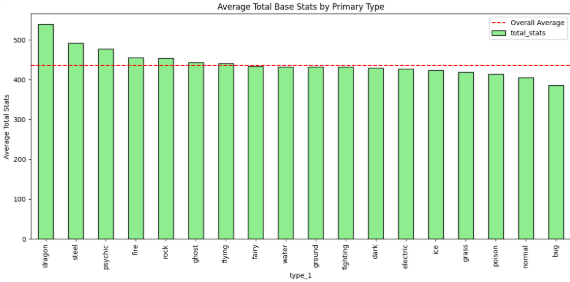 Average Total Base Stats by Primary Type
Overall Average
total_stats
Average Total Stats
500
400
300
200
100
0
dragon
steel
psychic
fire
rock
ghost
flying
fairy
water
ground
fighting
dark
electric
ice
grass
poison
normal
bug
type_1